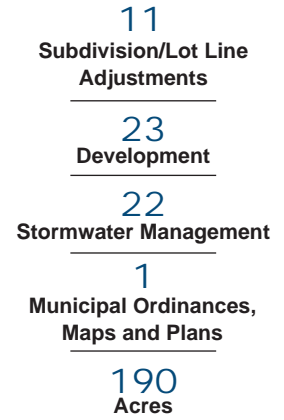 11
Subdivision/Lot Line
Adjustments
23
Development
22
Stormwater Management
1
Municipal Ordinances,
Maps and Plans
190
Acres